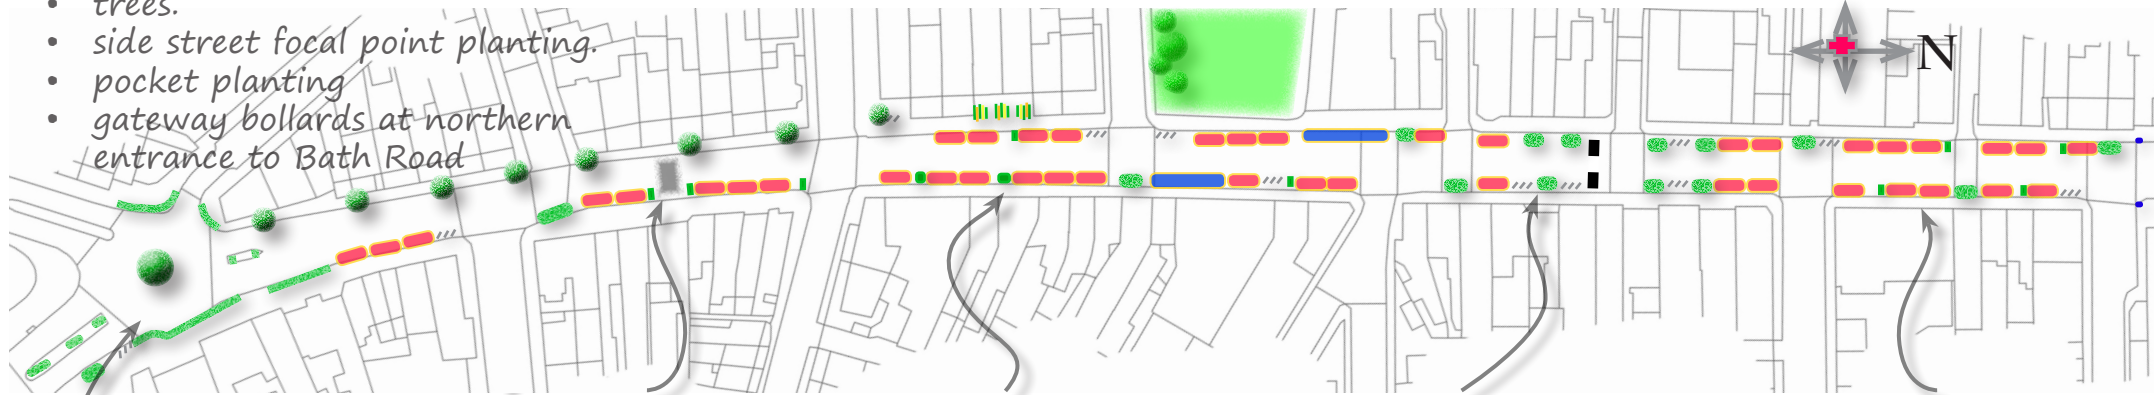 • trees.
• side street focal point planting.
• pocket planting
• gateway bollards at northern
entrance to Bath Road
N